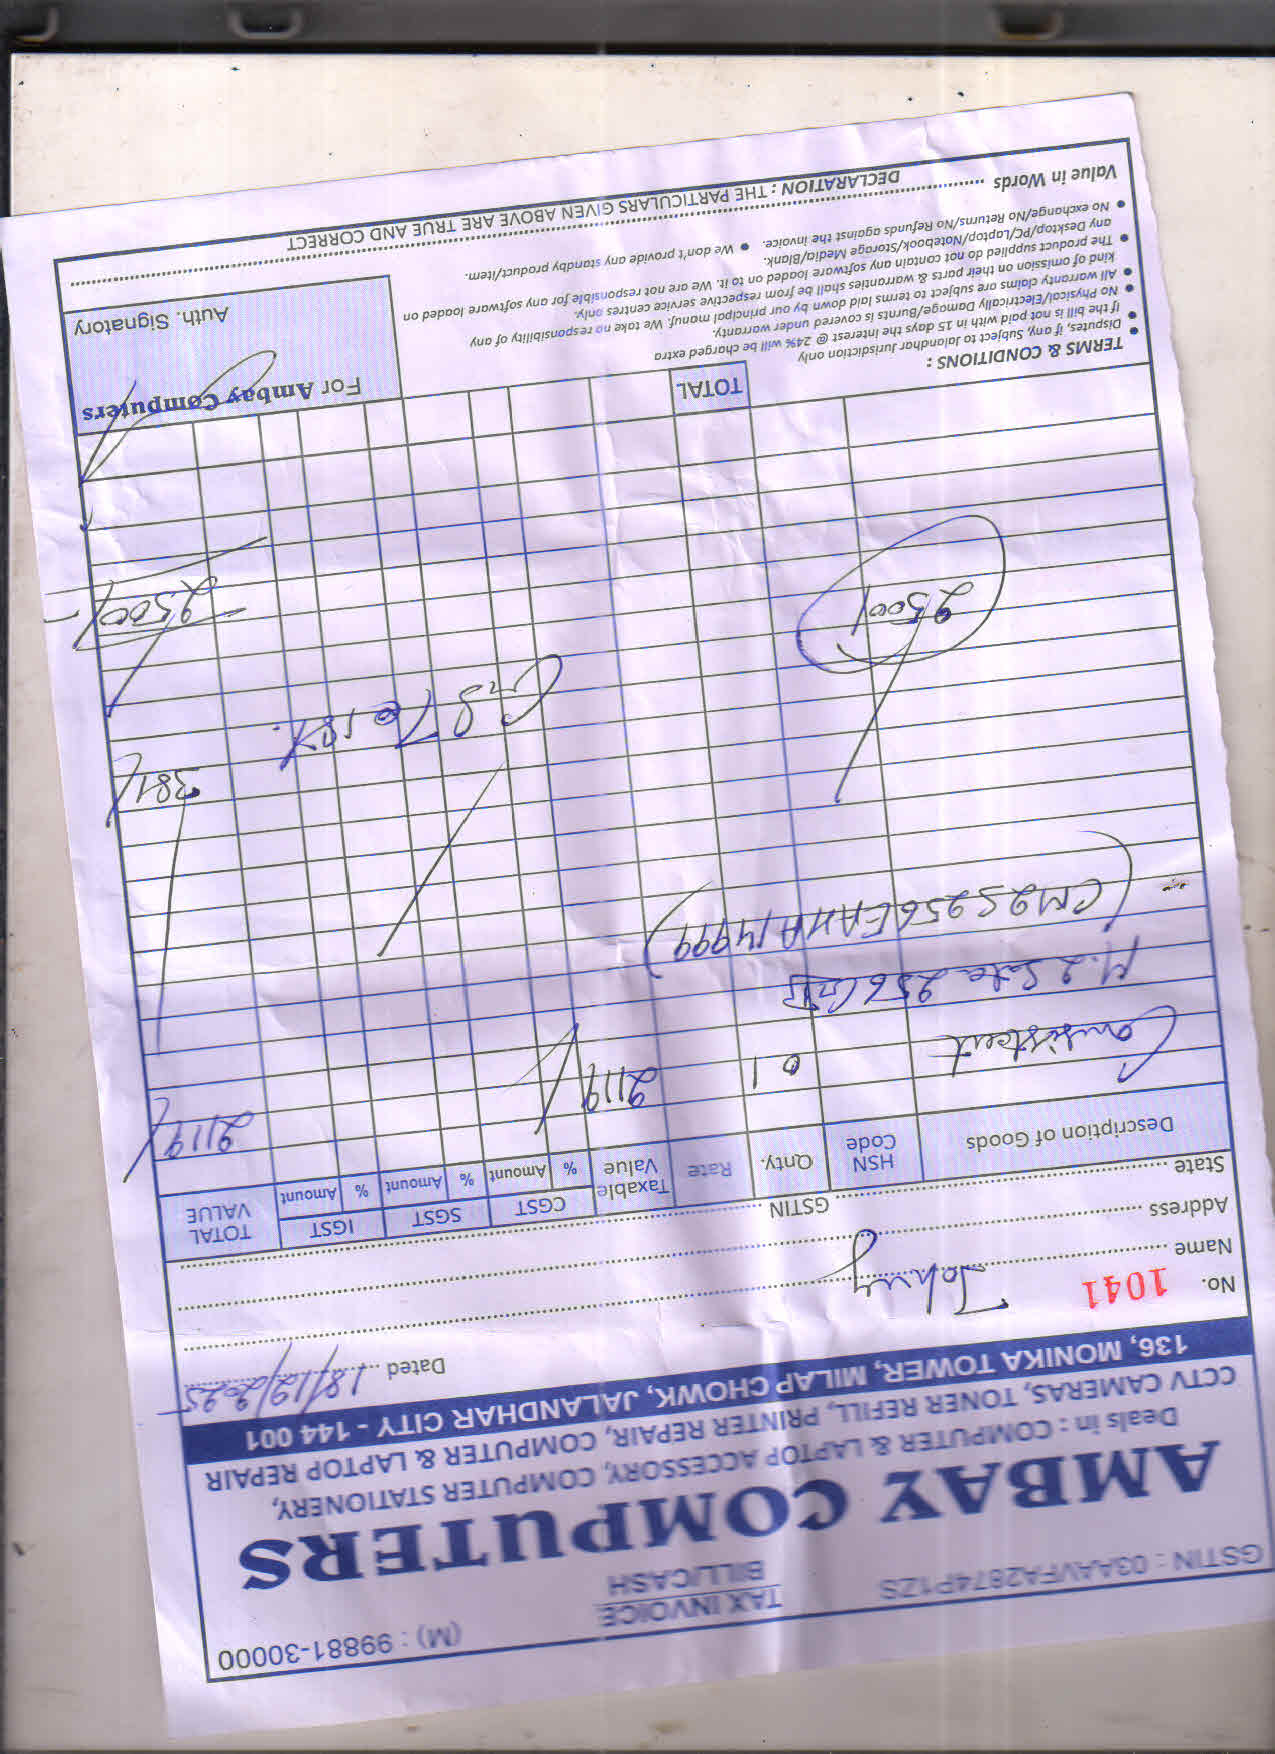 GSTIN : 03AAVFA2874P1ZS TAX INVOICE (M) : 99881-30000
BILL/CASH
AMBAY COMPUTERS
Deals in : COMPUTER & LAPTOP ACCESSORY, COMPUTER STATIONERY,
CCTV CAMERAS, TONER REFILL, PRINTER REPAIR, COMPUTER & LAPTOP REPAIR
136, MONIKA TOWER, MILAP CHOWK, JALANDHAR CITY - 144 001
No. 1041 Dated 18/12/2025
Name Johny
Address
State GSTIN
Description of Goods HSN Code Qnty. Rate Taxable Value CGST SGST IGST TOTAL VALUE
% Amount % Amount % Amount
Consistent 01 2119/ 2119/
M.2 Sata 256 GB
(CM2S256EAHA14999)
381/
GST@18%.
2500/ 2500/-
TOTAL
For Ambay Computers
Auth. Signatory
TERMS & CONDITIONS :
• Disputes, if any, Subject to Jalandhar Jurisdiction only
• If the bill is not paid with in 15 days the interest @ 24% will be charged extra
• No Physical/Electrically Damage/Burnts is covered under warranty.
• All warranty claims are subject to terms laid down by our principal manuf. We take no responsibility of any
kind of omission on their parts & warranties shall be from respective service centres only.
• The product supplied do not contain any software loaded on to it. We are not responsible for any software loaded on
any Desktop/PC/Laptop/Notebook/Storage Media/Blank.
• No exchange/No Returns/No Refunds against the invoice. • We don't provide any standby product/item.
Value in Words
DECLARATION : THE PARTICULARS GIVEN ABOVE ARE TRUE AND CORRECT